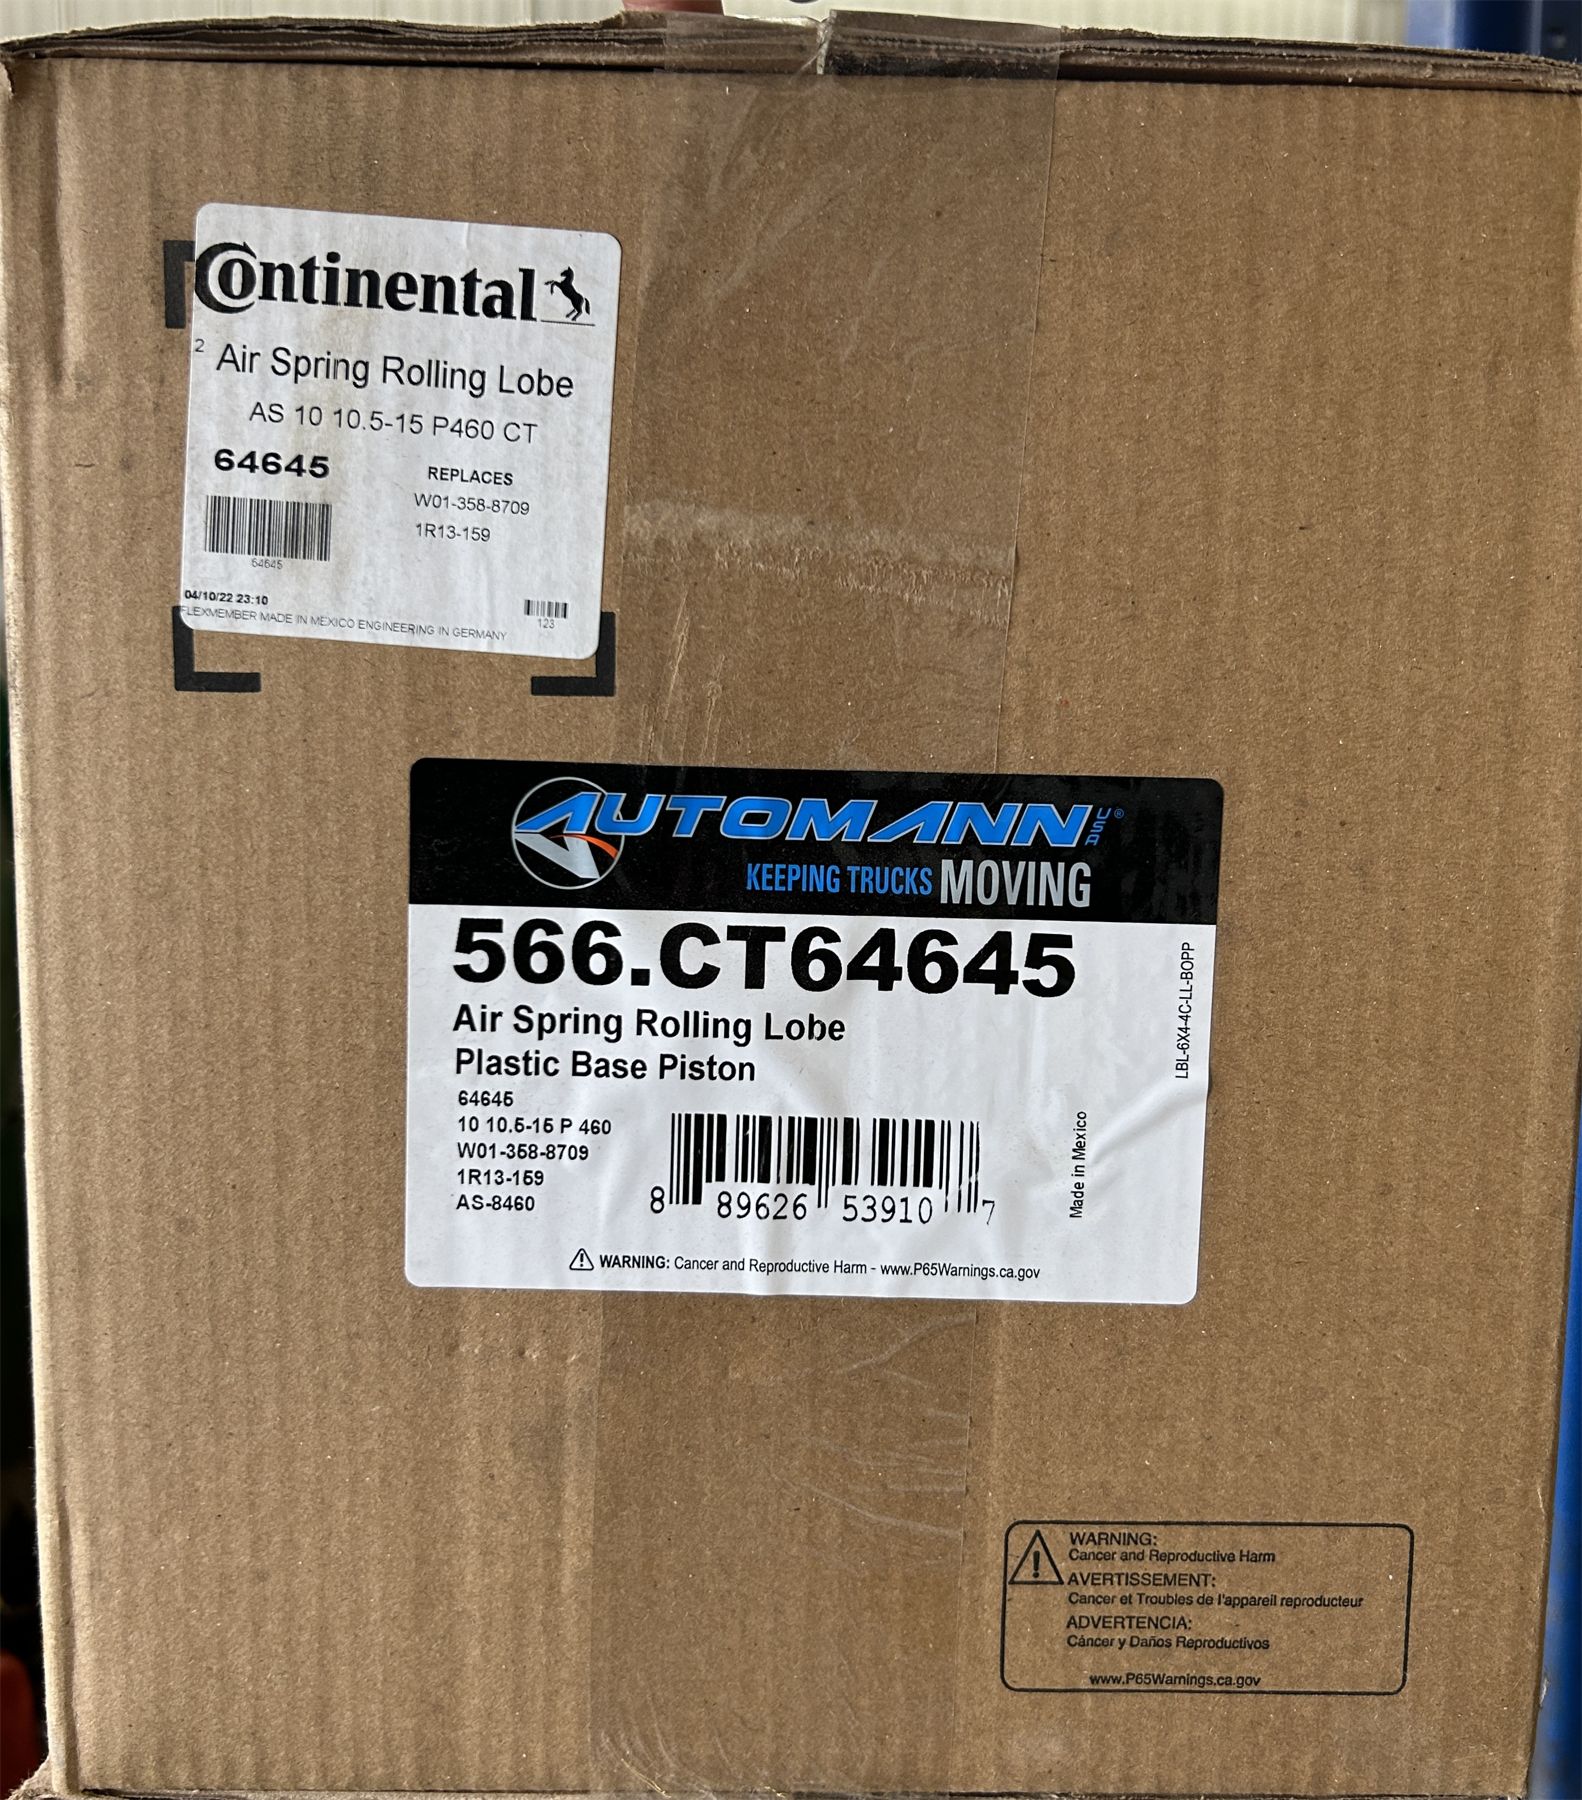 Continental
2
Air Spring Rolling Lobe
AS 10 10.5-15 P460 CT
64645
REPLACES
W01-358-8709
1R13-159
64645
04/10/22 23:10
FLEXMEMBER MADE IN MEXICO ENGINEERING IN GERMANY
123
AUTOMANN USA®
KEEPING TRUCKS MOVING
566.CT64645
Air Spring Rolling Lobe
Plastic Base Piston
64645
10 10.5-15 P 460
W01-358-8709
1R13-159
AS-8460
8 89626 53910 7
Made in Mexico
LBL-6X4-4C-LL-BOPP
WARNING: Cancer and Reproductive Harm - www.P65Warnings.ca.gov
WARNING:
Cancer and Reproductive Harm
AVERTISSEMENT:
Cancer et Troubles de l'appareil reproducteur
ADVERTENCIA:
Cáncer y Daños Reproductivos
www.P65Warnings.ca.gov